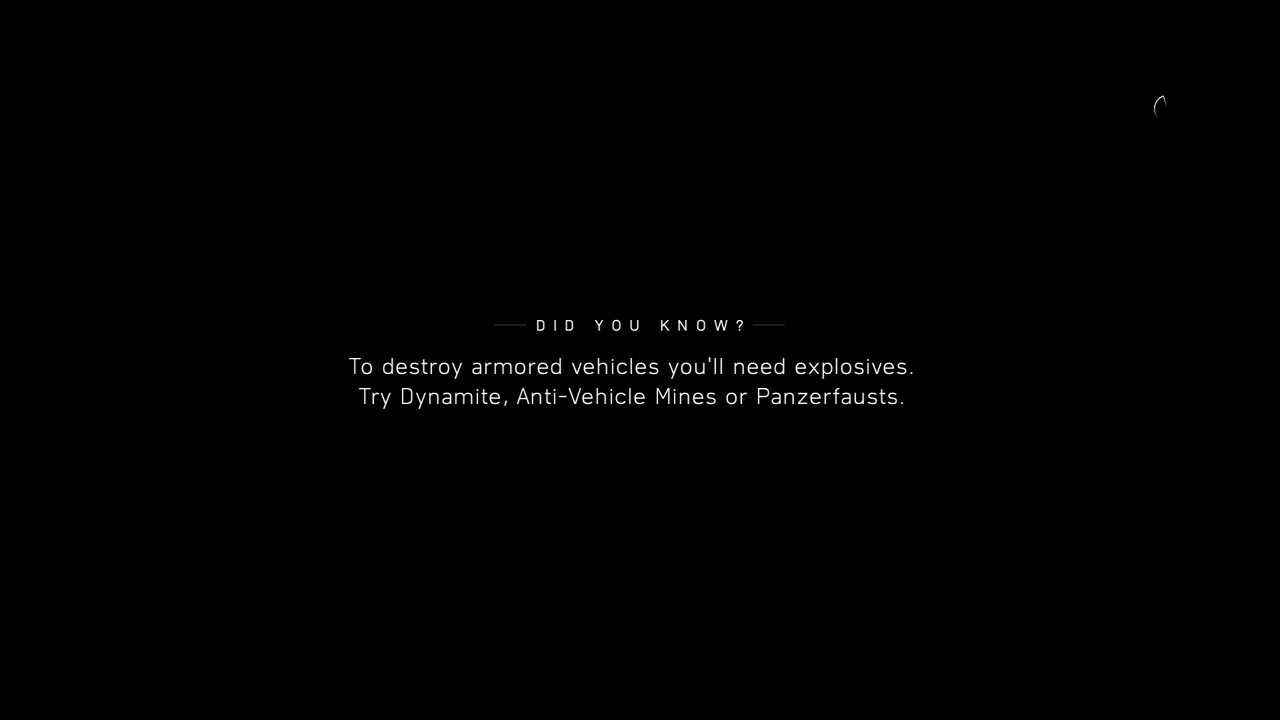 DID YOU KNOW?
To destroy armored vehicles you'll need explosives.
Try Dynamite, Anti-Vehicle Mines or Panzerfausts.